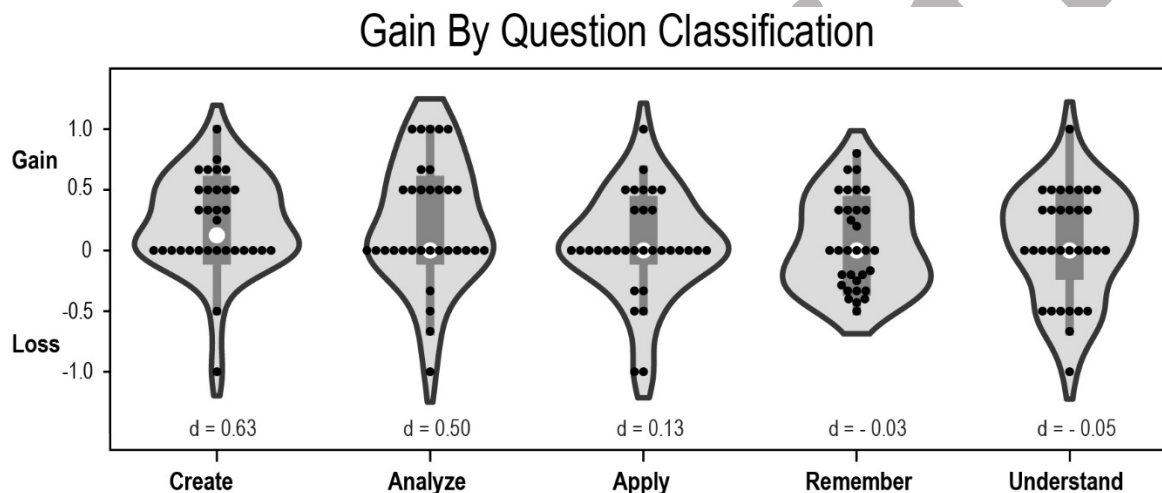 Gain By Question Classification
1.0
Gain
0.5
0
-0.5
Loss
-1.0
d = 0.63
d = 0.50
d = 0.13
d = - 0.03
d = - 0.05
Create
Analyze
Apply
Remember
Understand